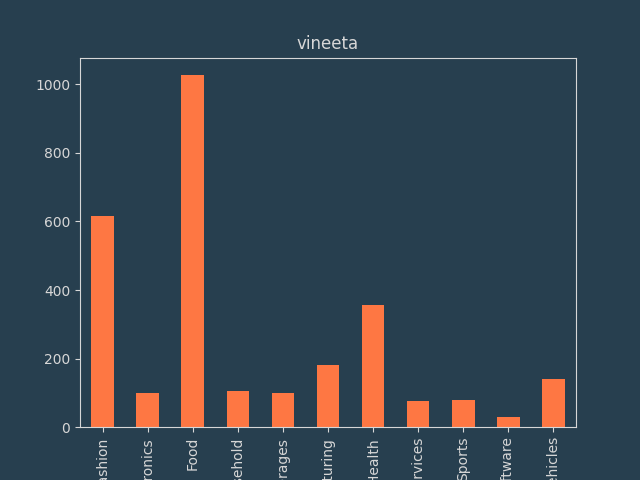 vineeta
1000
800
600
400
200
0
ashion
ronics
Food
sehold
rages
turing
Health
rvices
Sports
ftware
ehicles